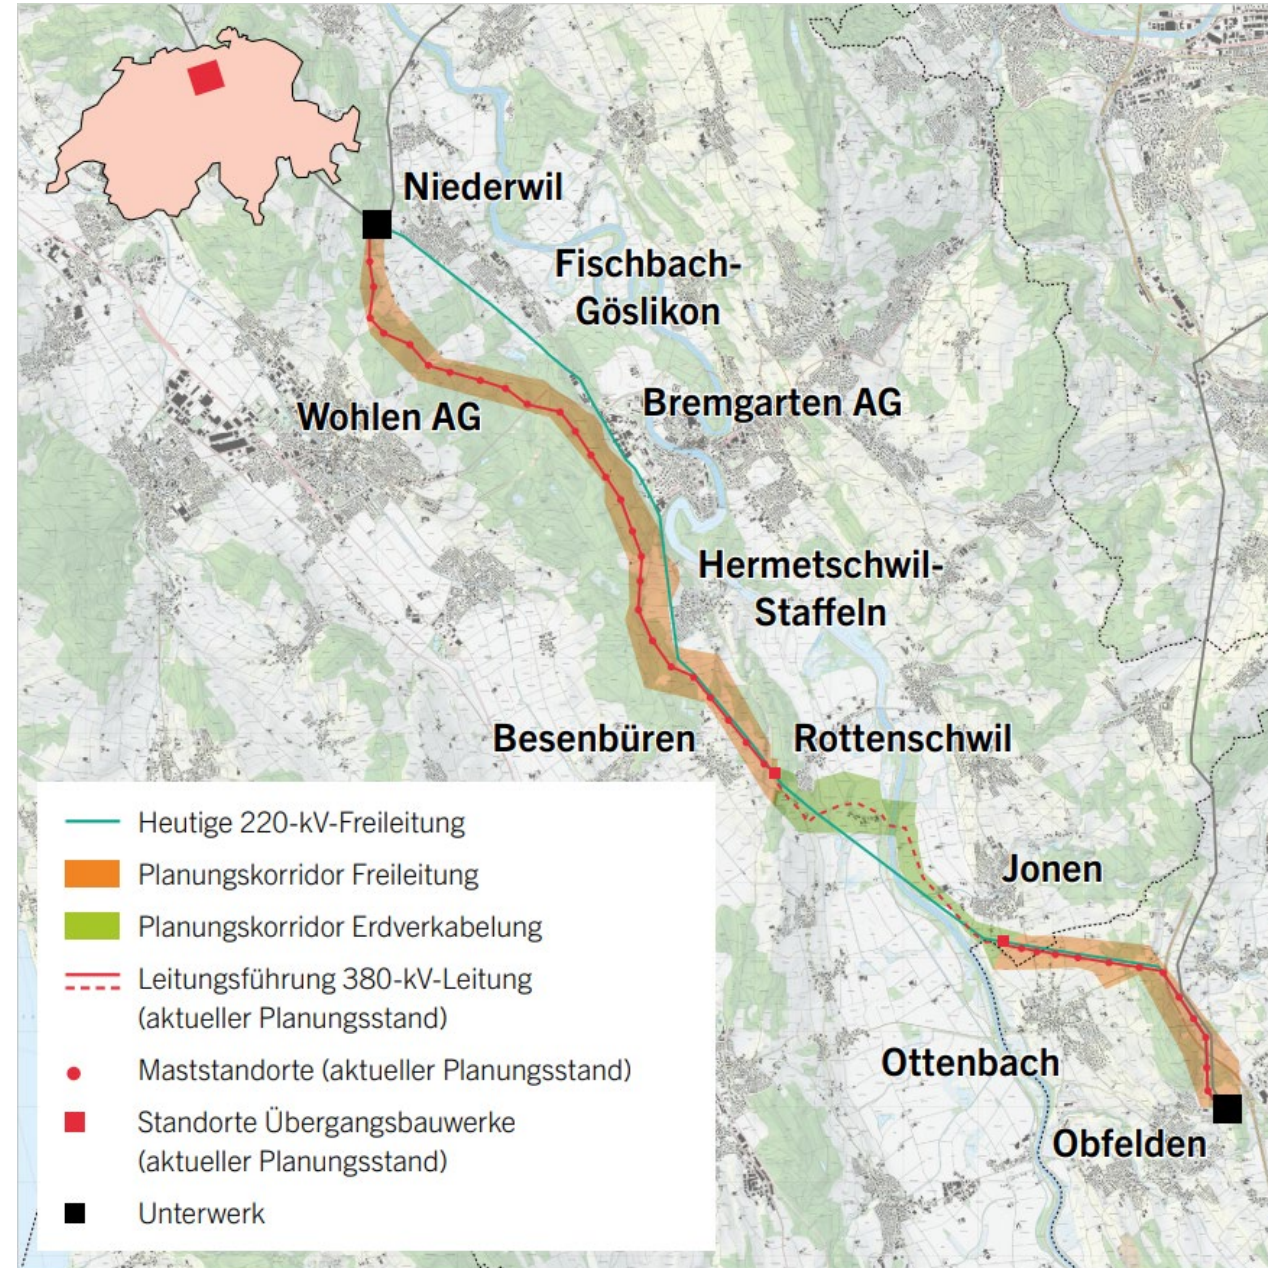 Niederwil
Fischbach-
Göslikon
Bremgarten AG
Wohlen AG
Hermetschwil-
Staffeln
Besenbüren
Rottenschwil
Jonen
Ottenbach
Obfelden
Heutige 220-kV-Freileitung
Planungskorridor Freileitung
Planungskorridor Erdverkabelung
Leitungsführung 380-kV-Leitung
(aktueller Planungsstand)
Maststandorte (aktueller Planungsstand)
Standorte Übergangsbauwerke
(aktueller Planungsstand)
Unterwerk